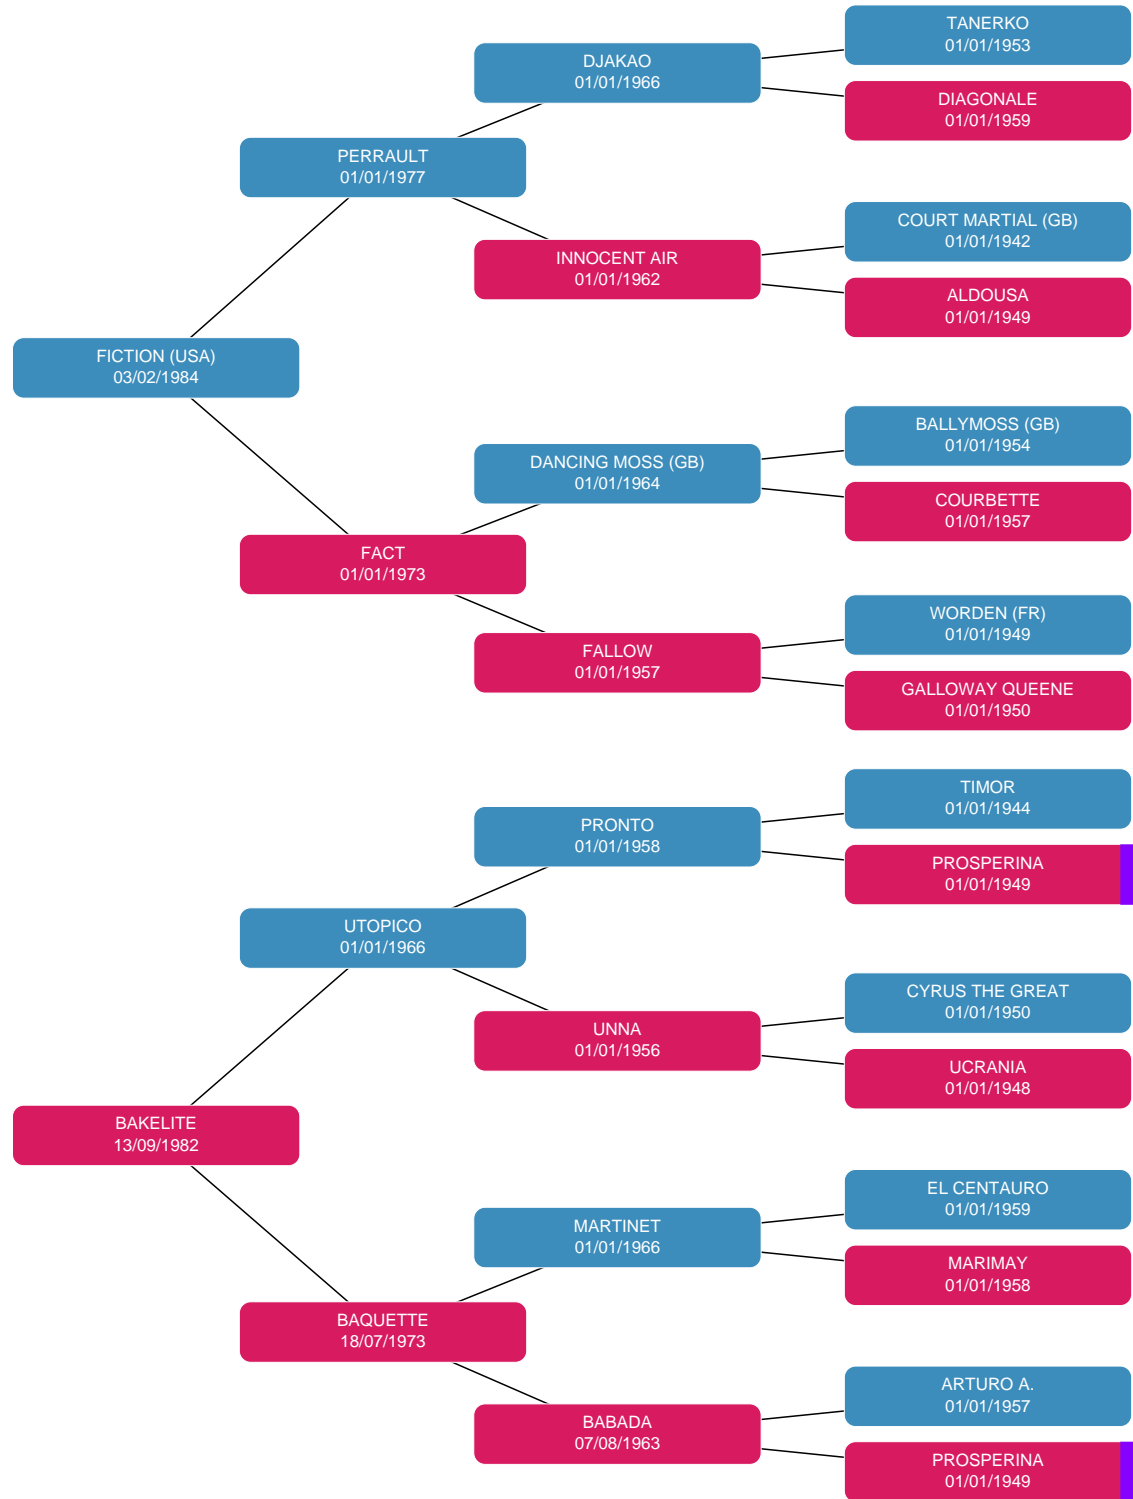 TANERKO
01/01/1953
DJAKAO
01/01/1966
DIAGONALE
01/01/1959
PERRAULT
01/01/1977
COURT MARTIAL (GB)
01/01/1942
INNOCENT AIR
01/01/1962
ALDOUSA
01/01/1949
FICTION (USA)
03/02/1984
BALLYMOSS (GB)
01/01/1954
DANCING MOSS (GB)
01/01/1964
COURBETTE
01/01/1957
FACT
01/01/1973
WORDEN (FR)
01/01/1949
FALLOW
01/01/1957
GALLOWAY QUEENE
01/01/1950
TIMOR
01/01/1944
PRONTO
01/01/1958
PROSPERINA
01/01/1949
UTOPICO
01/01/1966
CYRUS THE GREAT
01/01/1950
UNNA
01/01/1956
UCRANIA
01/01/1948
BAKELITE
13/09/1982
EL CENTAURO
01/01/1959
MARTINET
01/01/1966
MARIMAY
01/01/1958
BAQUETTE
18/07/1973
ARTURO A.
01/01/1957
BABADA
07/08/1963
PROSPERINA
01/01/1949